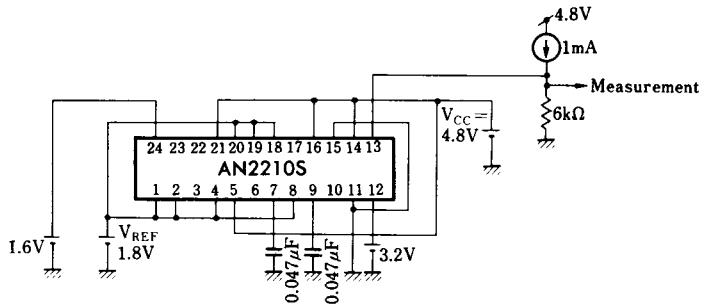 4.8V
1mA
Measurement
6kΩ
V_CC =
4.8V
24 23 22 21 20 19 18 17 16 15 14 13
AN2210S
1 2 3 4 5 6 7 8 9 10 11 12
1.6V
V_REF
1.8V
0.047μF
0.047μF
3.2V